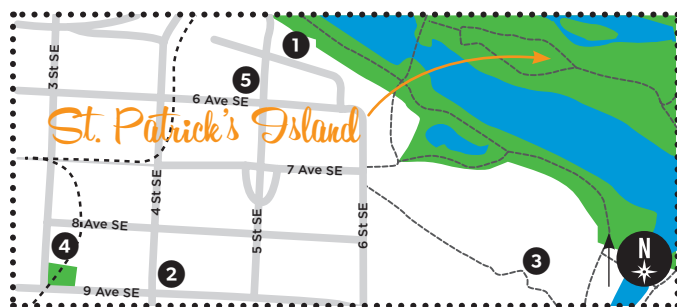 1
3 St SE
5
6 Ave SE
St. Patrick's Island
7 Ave SE
4 St SE
8 Ave SE
5 St SE
6 St SE
4
2
3
N
9 Ave SE